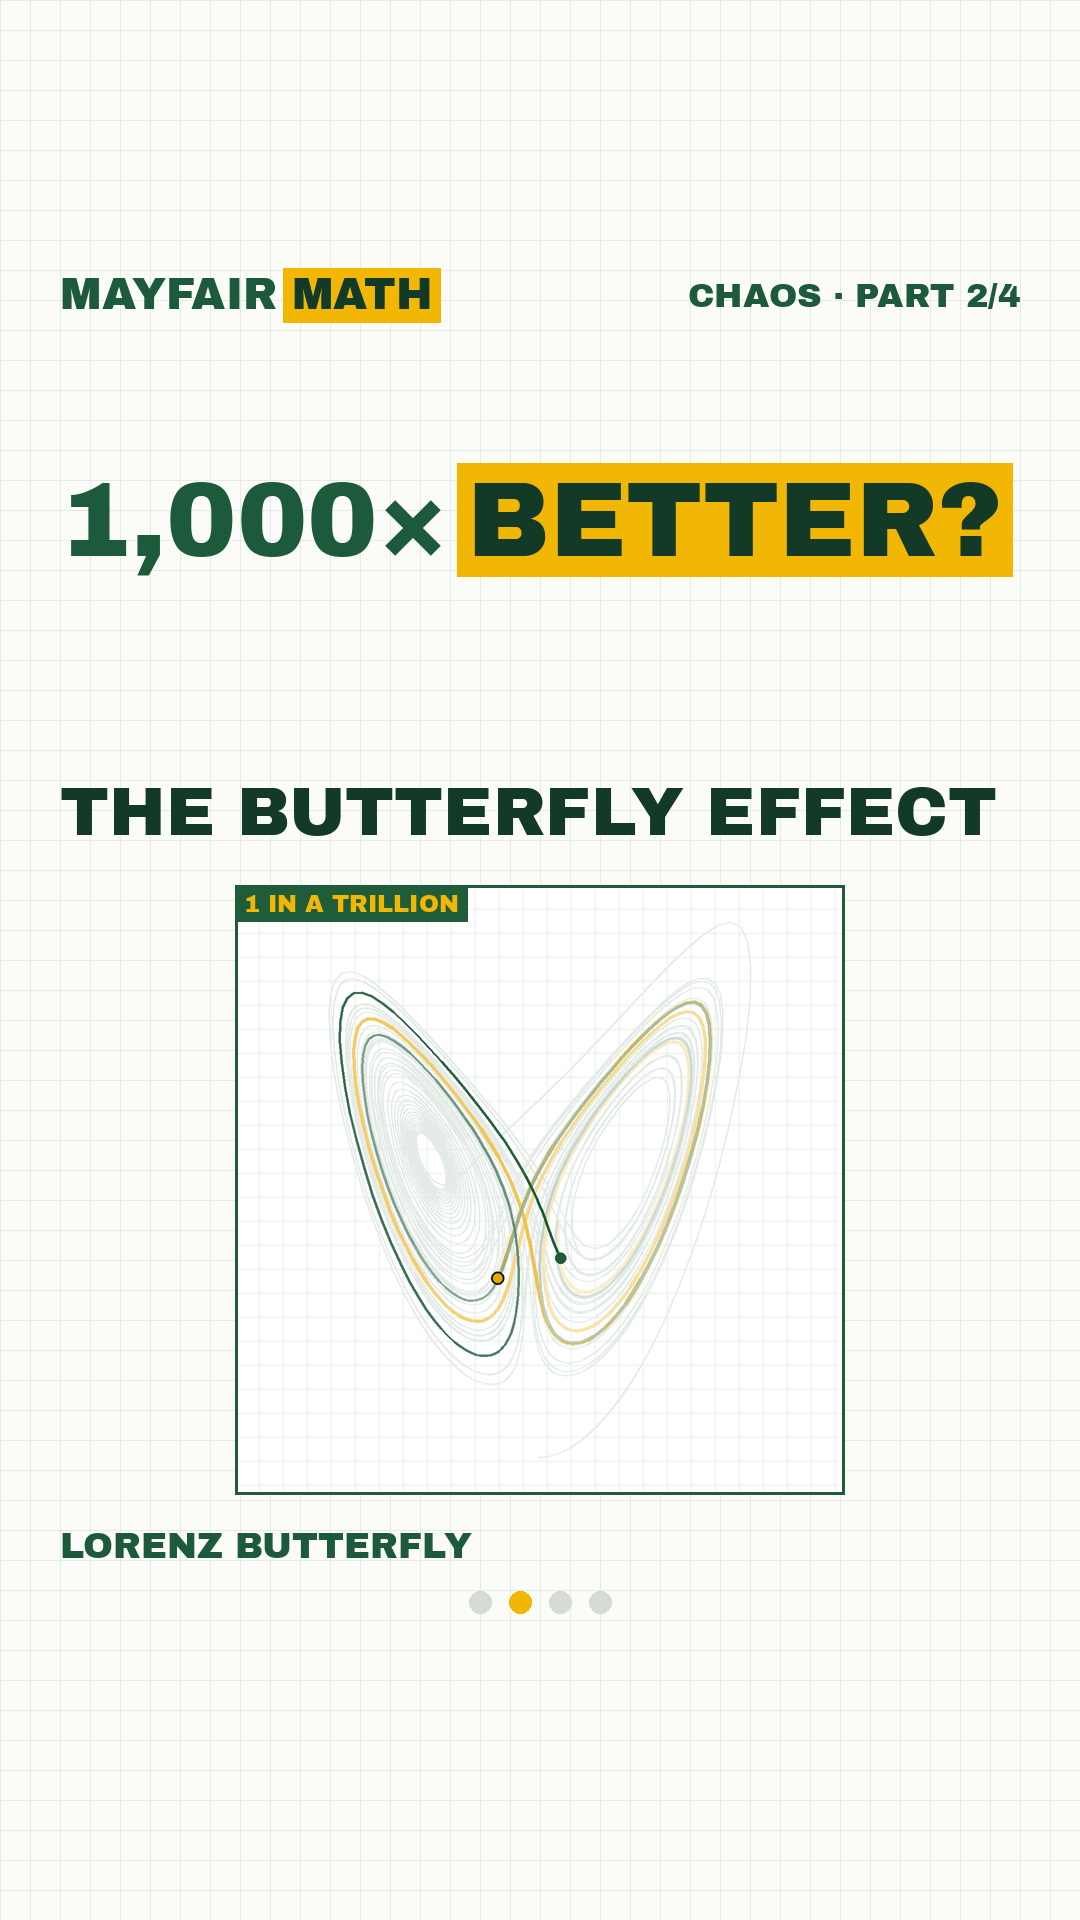 MAYFAIR MATH
CHAOS · PART 2/4
1,000× BETTER?
THE BUTTERFLY EFFECT
1 IN A TRILLION
LORENZ BUTTERFLY